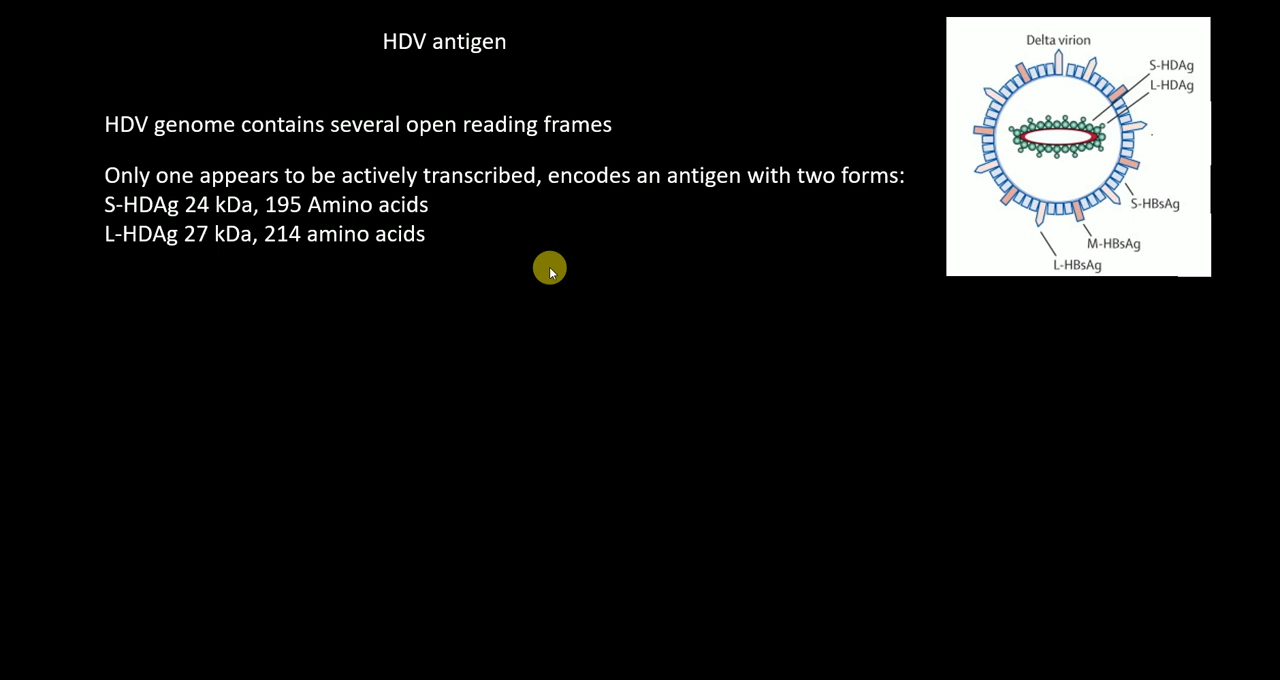 HDV antigen
HDV genome contains several open reading frames
Only one appears to be actively transcribed, encodes an antigen with two forms:
S-HDAg 24 kDa, 195 Amino acids
L-HDAg 27 kDa, 214 amino acids
Delta virion
S-HDAg
L-HDAg
S-HBsAg
M-HBsAg
L-HBsAg